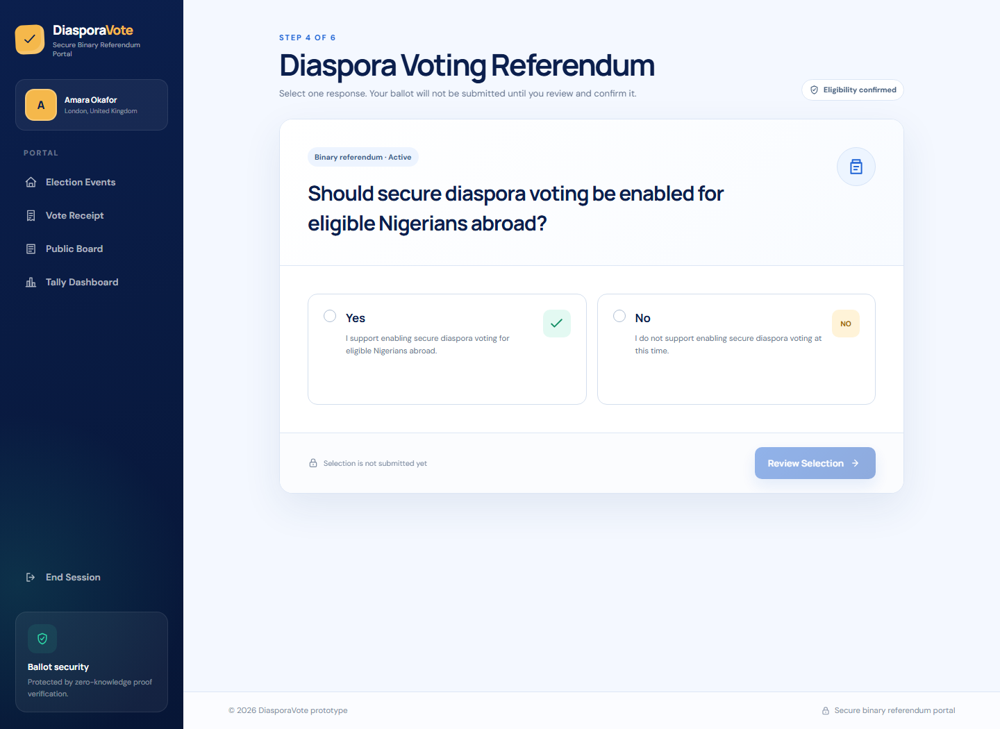 DiasporaVote
Secure Binary Referendum
Portal
A
Amara Okafor
London, United Kingdom
PORTAL
Election Events
Vote Receipt
Public Board
Tally Dashboard
End Session
Ballot security
Protected by zero-knowledge proof
verification.
STEP 4 OF 6
Diaspora Voting Referendum
Select one response. Your ballot will not be submitted until you review and confirm it.
Eligibility confirmed
Binary referendum · Active
Should secure diaspora voting be enabled for
eligible Nigerians abroad?
Yes
I support enabling secure diaspora voting for
eligible Nigerians abroad.
No
NO
I do not support enabling secure diaspora voting at
this time.
Selection is not submitted yet
Review Selection
© 2026 DiasporaVote prototype
Secure binary referendum portal